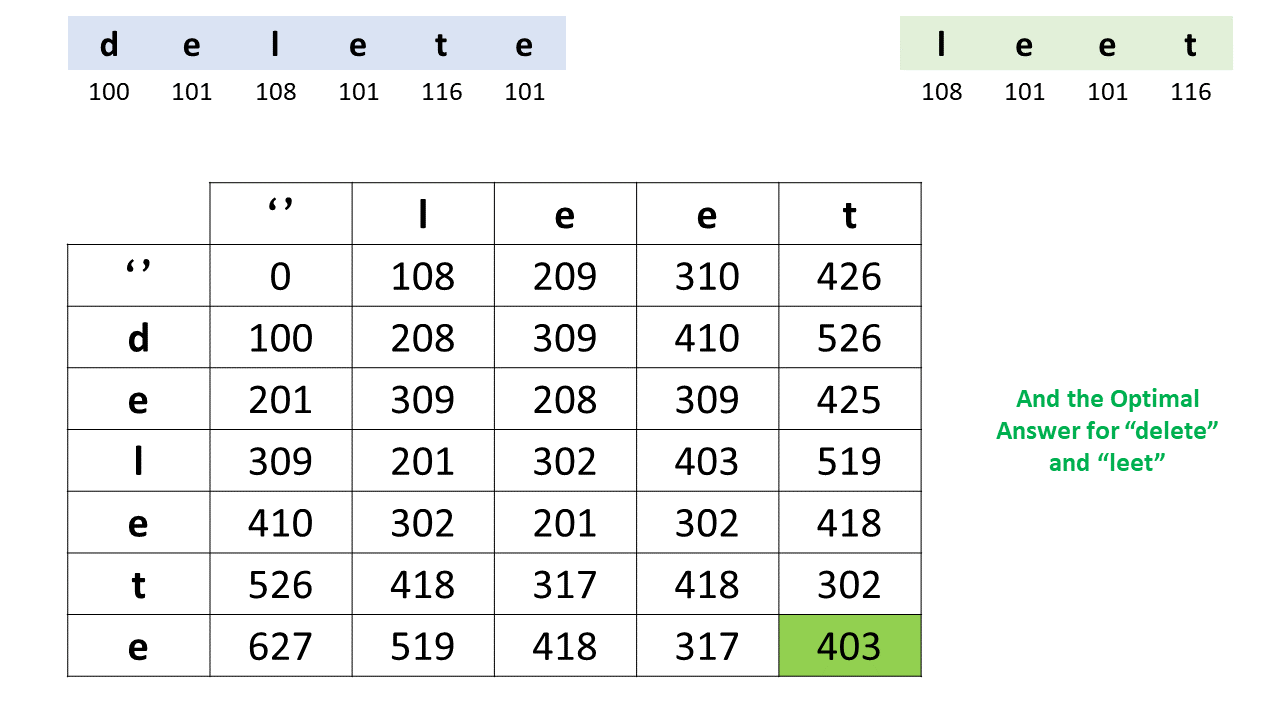 d e l e t e
l e e t
100 101 108 101 116 101
108 101 101 116
‘’ l e e t
‘’ 0 108 209 310 426
d 100 208 309 410 526
e 201 309 208 309 425
l 309 201 302 403 519
e 410 302 201 302 418
t 526 418 317 418 302
e 627 519 418 317 403
And the Optimal
Answer for “delete”
and “leet”